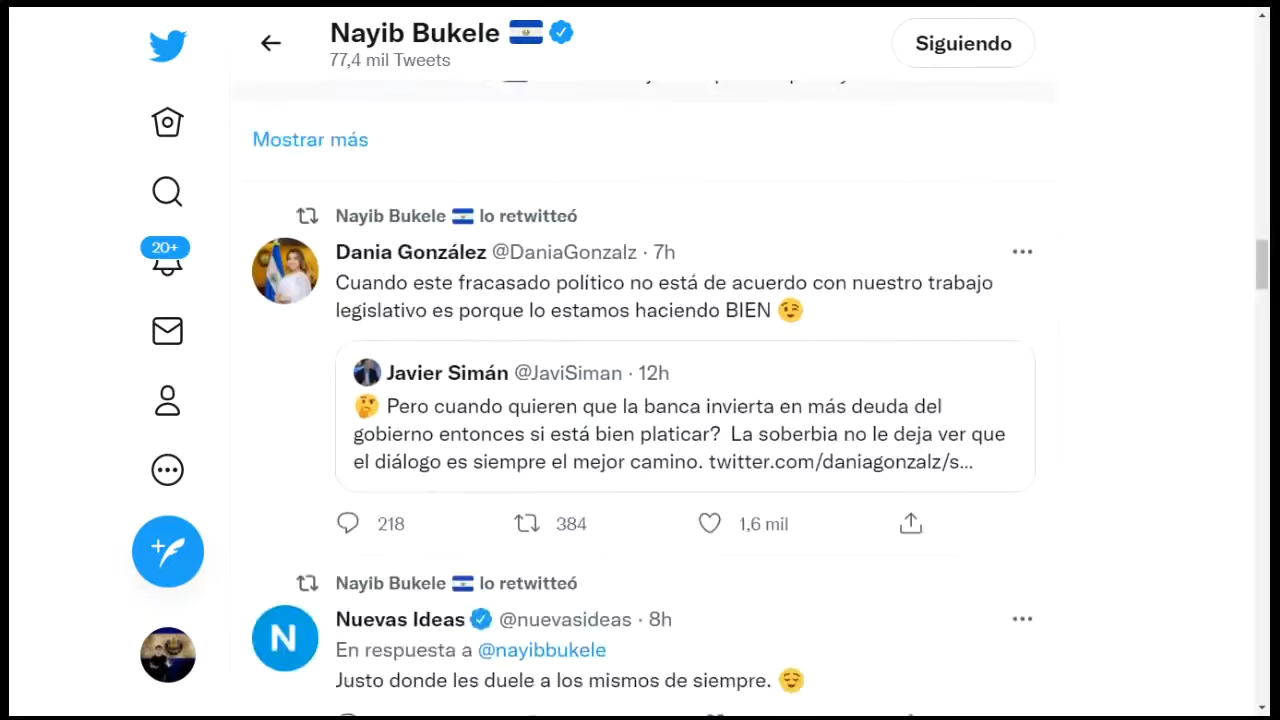 Nayib Bukele
77,4 mil Tweets
Siguiendo
Mostrar más
Nayib Bukele lo retwitteó
Dania González @DaniaGonzalz · 7h
Cuando este fracasado político no está de acuerdo con nuestro trabajo
legislativo es porque lo estamos haciendo BIEN 😉
Javier Simán @JaviSiman · 12h
🤔 Pero cuando quieren que la banca invierta en más deuda del
gobierno entonces si está bien platicar? La soberbia no le deja ver que
el diálogo es siempre el mejor camino. twitter.com/daniagonzalz/s...
218 384 1,6 mil
Nayib Bukele lo retwitteó
N
Nuevas Ideas @nuevasideas · 8h
En respuesta a @nayibbukele
Justo donde les duele a los mismos de siempre. 😌
20+